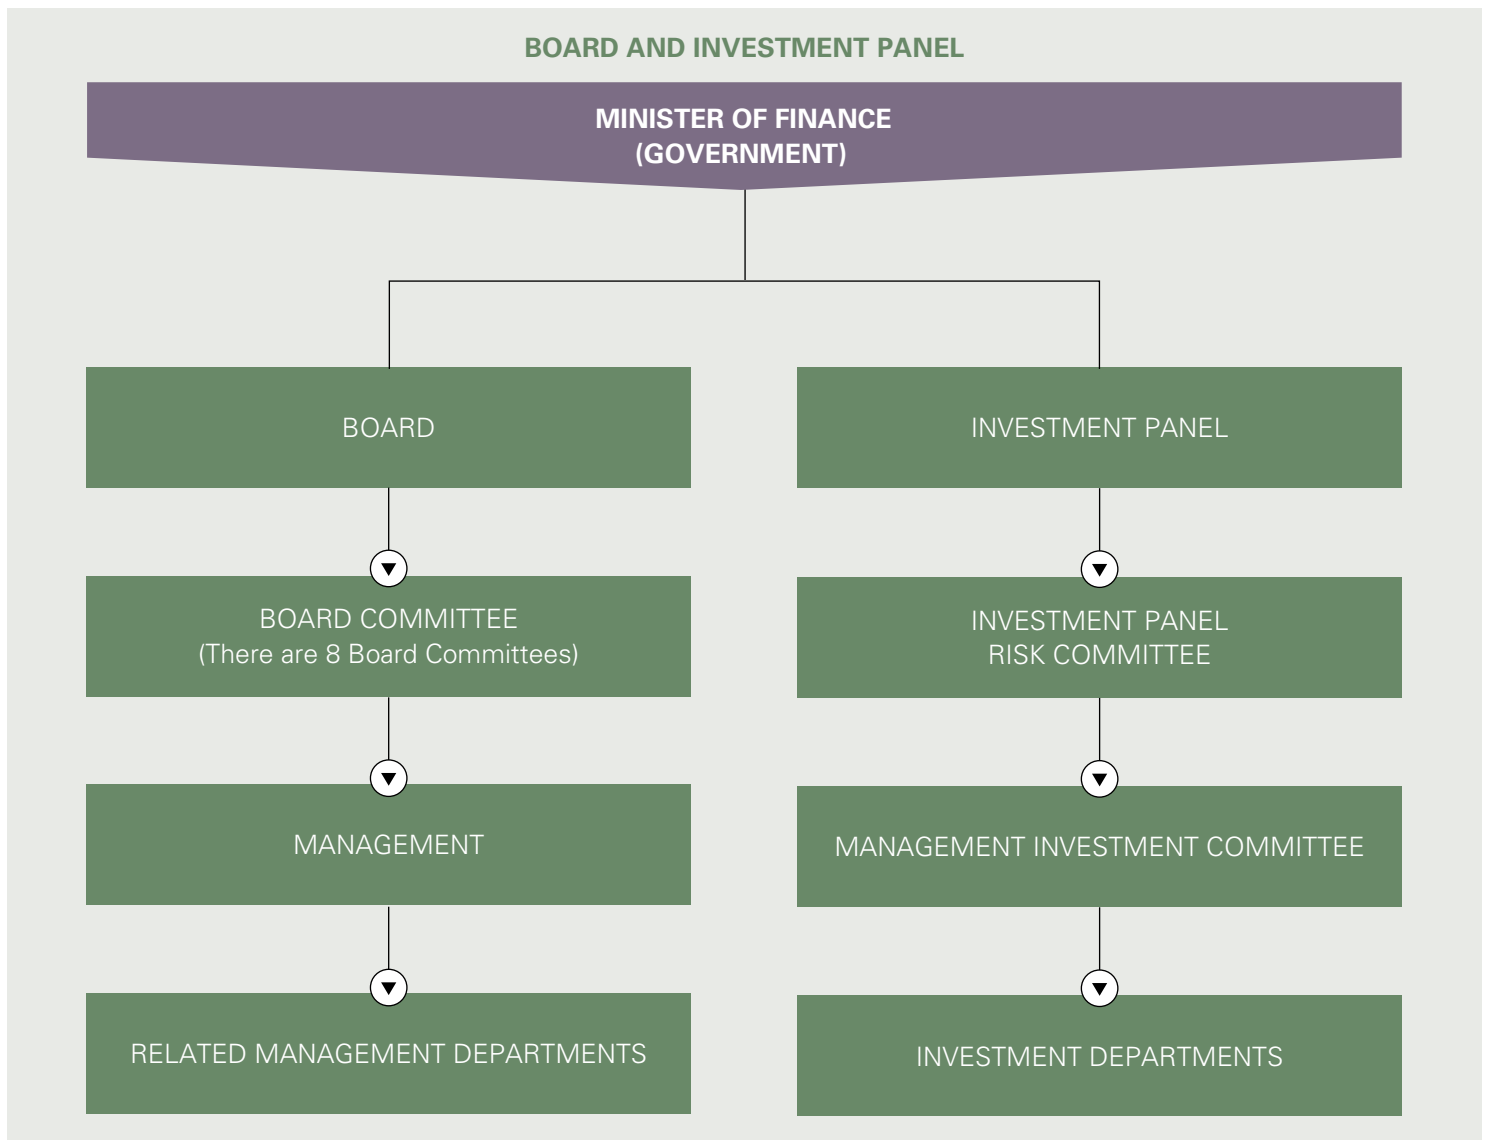 BOARD AND INVESTMENT PANEL
MINISTER OF FINANCE
(GOVERNMENT)
BOARD
INVESTMENT PANEL
BOARD COMMITTEE
(There are 8 Board Committees)
INVESTMENT PANEL
RISK COMMITTEE
MANAGEMENT
MANAGEMENT INVESTMENT COMMITTEE
RELATED MANAGEMENT DEPARTMENTS
INVESTMENT DEPARTMENTS